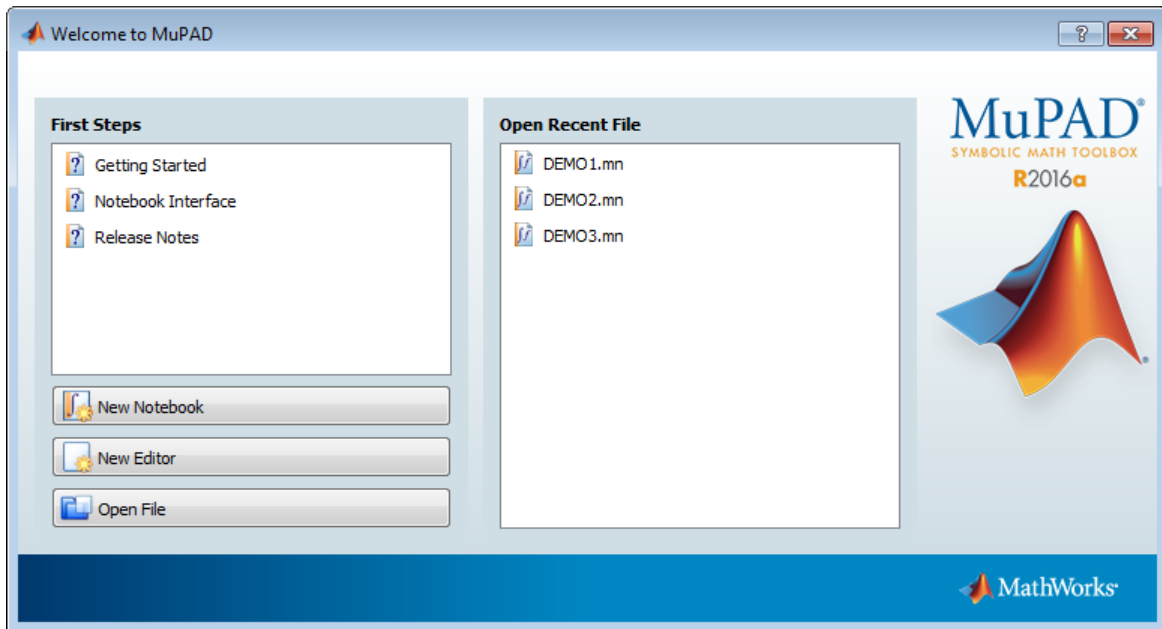 Welcome to MuPAD
First Steps
Getting Started
Notebook Interface
Release Notes
New Notebook
New Editor
Open File
Open Recent File
DEMO1.mn
DEMO2.mn
DEMO3.mn
MuPAD®
SYMBOLIC MATH TOOLBOX
R2016a
®
MathWorks®